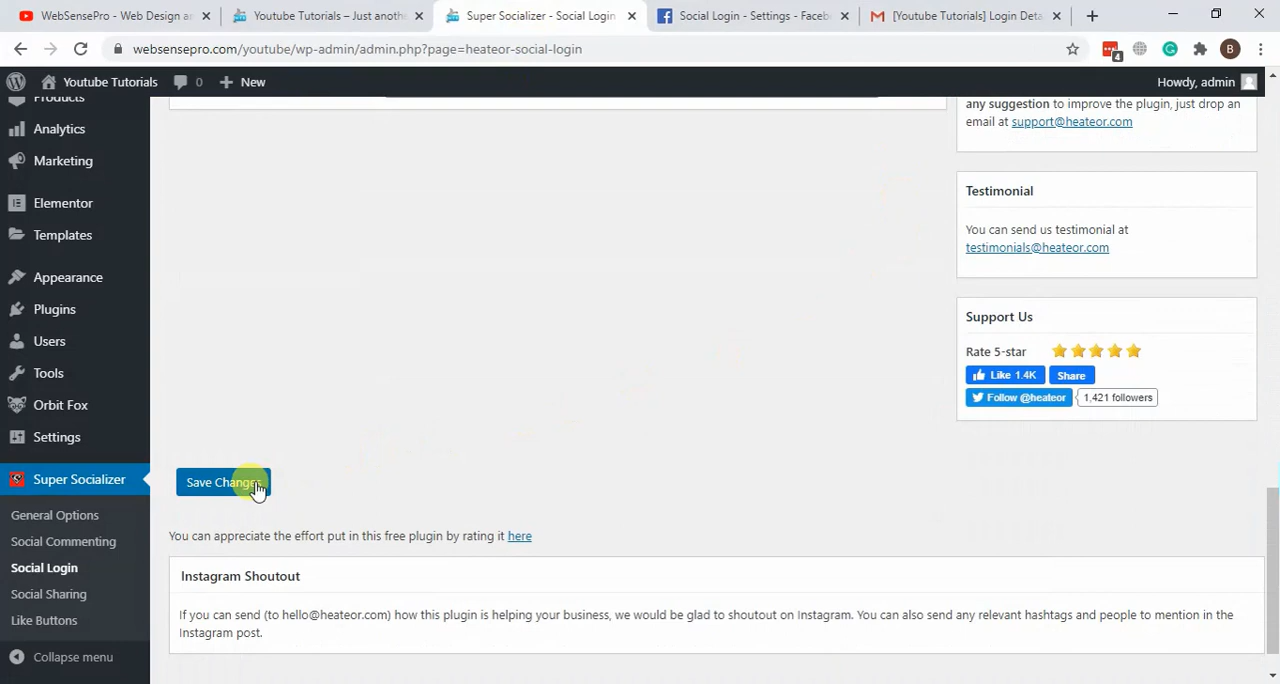 WebSensePro - Web Design an
Youtube Tutorials – Just anoth
Super Socializer - Social Login
Social Login - Settings - Faceb
[Youtube Tutorials] Login Deta
websensepro.com/youtube/wp-admin/admin.php?page=heateor-social-login
4
B
Youtube Tutorials
0
New
Howdy, admin
Products
Analytics
Marketing
Elementor
Templates
Appearance
Plugins
Users
Tools
Orbit Fox
Settings
Super Socializer
General Options
Social Commenting
Social Login
Social Sharing
Like Buttons
Collapse menu
any suggestion to improve the plugin, just drop an
email at support@heateor.com
Testimonial
You can send us testimonial at
testimonials@heateor.com
Support Us
Rate 5-star
Like 1.4K
Share
Follow @heateor
1,421 followers
Save Changes
You can appreciate the effort put in this free plugin by rating it here
Instagram Shoutout
If you can send (to hello@heateor.com) how this plugin is helping your business, we would be glad to shoutout on Instagram. You can also send any relevant hashtags and people to mention in the
Instagram post.